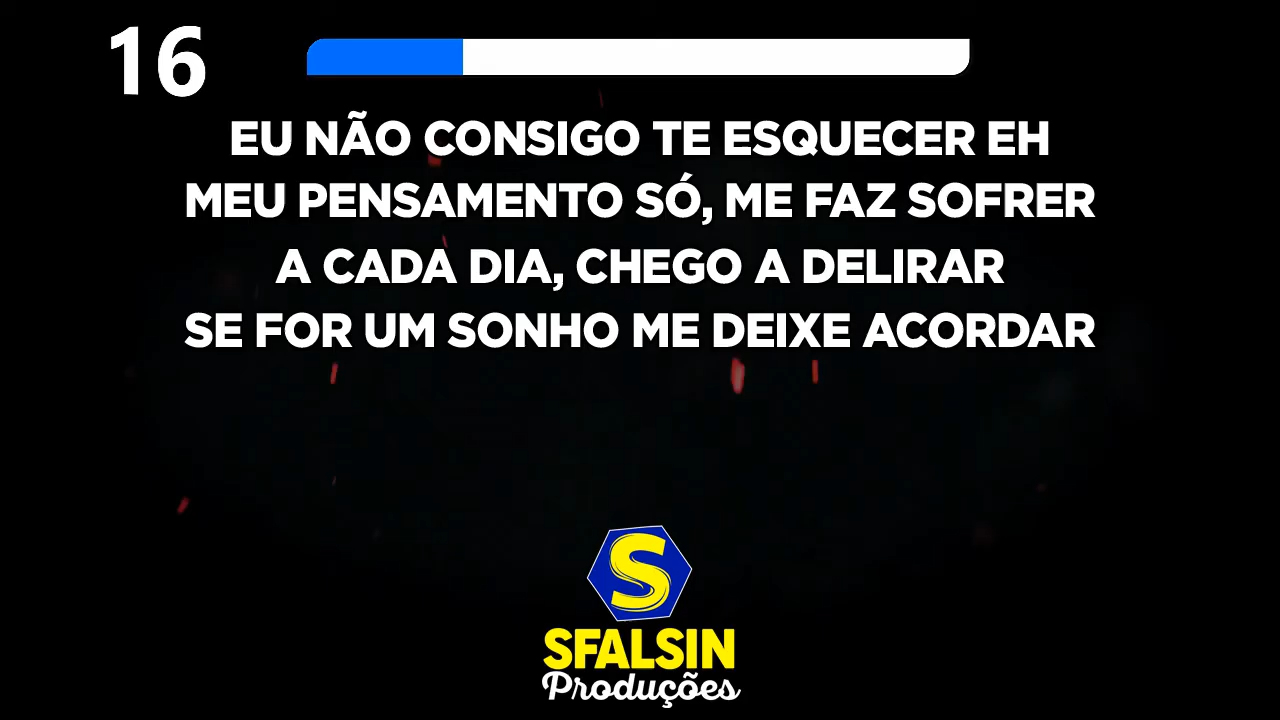 16
EU NÃO CONSIGO TE ESQUECER EH
MEU PENSAMENTO SÓ, ME FAZ SOFRER
A CADA DIA, CHEGO A DELIRAR
SE FOR UM SONHO ME DEIXE ACORDAR
S
SFALSIN
Produções